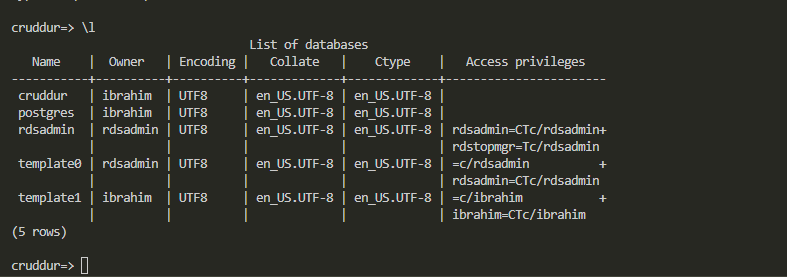 cruddur=> \l
                                  List of databases
   Name    |  Owner   | Encoding |   Collate   |    Ctype    |   Access privileges
-----------+----------+----------+-------------+-------------+-----------------------
 cruddur   | ibrahim  | UTF8     | en_US.UTF-8 | en_US.UTF-8 |
 postgres  | ibrahim  | UTF8     | en_US.UTF-8 | en_US.UTF-8 |
 rdsadmin  | rdsadmin | UTF8     | en_US.UTF-8 | en_US.UTF-8 | rdsadmin=CTc/rdsadmin+
           |          |          |             |             | rdstopmgr=Tc/rdsadmin
 template0 | rdsadmin | UTF8     | en_US.UTF-8 | en_US.UTF-8 | =c/rdsadmin          +
           |          |          |             |             | rdsadmin=CTc/rdsadmin
 template1 | ibrahim  | UTF8     | en_US.UTF-8 | en_US.UTF-8 | =c/ibrahim           +
           |          |          |             |             | ibrahim=CTc/ibrahim
(5 rows)
cruddur=>